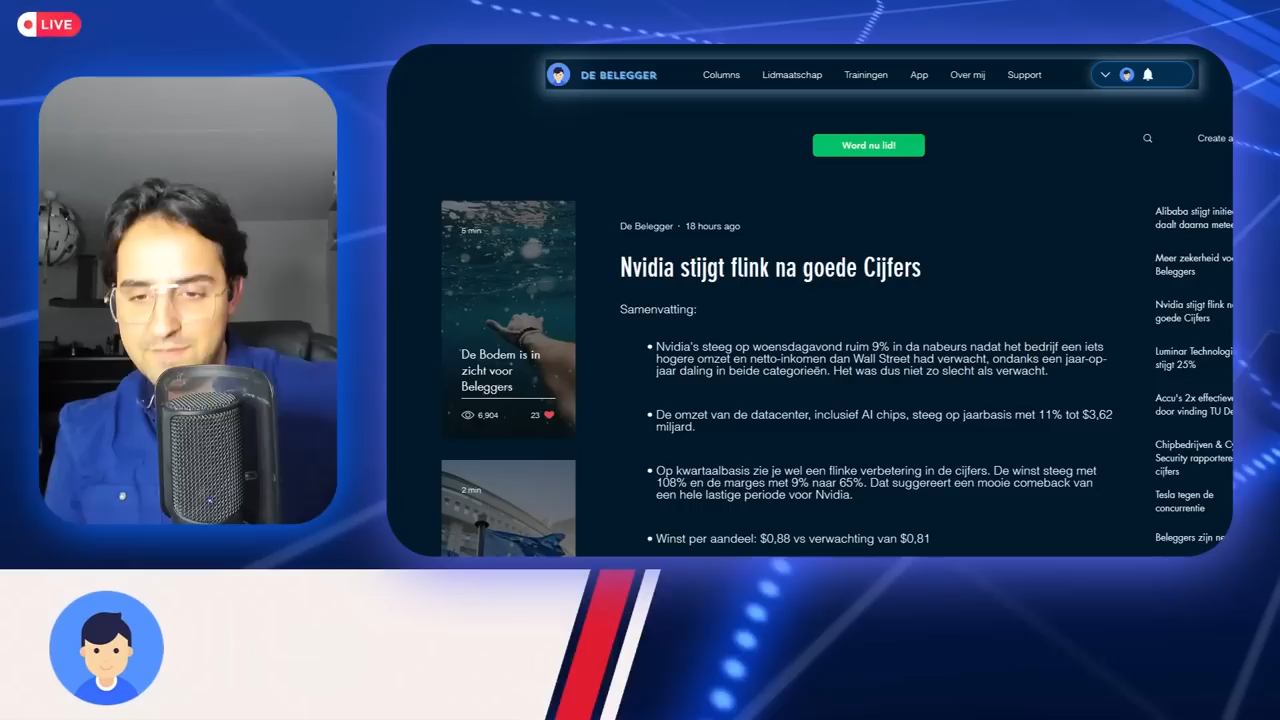 LIVE
DE BELEGGER
Columns
Lidmaatschap
Trainingen
App
Over mij
Support
Word nu lid!
Create a
5 min
De Bodem is in
zicht voor
Beleggers
6,904
23
2 min
De Belegger · 18 hours ago
Nvidia stijgt flink na goede Cijfers
Samenvatting:
• Nvidia's steeg op woensdagavond ruim 9% in da nabeurs nadat het bedrijf een iets
hogere omzet en netto-inkomen dan Wall Street had verwacht, ondanks een jaar-op-
jaar daling in beide categorieën. Het was dus niet zo slecht als verwacht.
• De omzet van de datacenter, inclusief AI chips, steeg op jaarbasis met 11% tot $3,62
miljard.
• Op kwartaalbasis zie je wel een flinke verbetering in de cijfers. De winst steeg met
108% en de marges met 9% naar 65%. Dat suggereert een mooie comeback van
een hele lastige periode voor Nvidia.
• Winst per aandeel: $0,88 vs verwachting van $0,81
Alibaba stijgt initie
daalt daarna metee
Meer zekerheid vo
Beleggers
Nvidia stijgt flink n
goede Cijfers
Luminar Technologi
stijgt 25%
Accu's 2x effectieve
door vinding TU De
Chipbedrijven & C
Security rapportere
cijfers
Tesla tegen de
concurrentie
Beleggers zijn ne